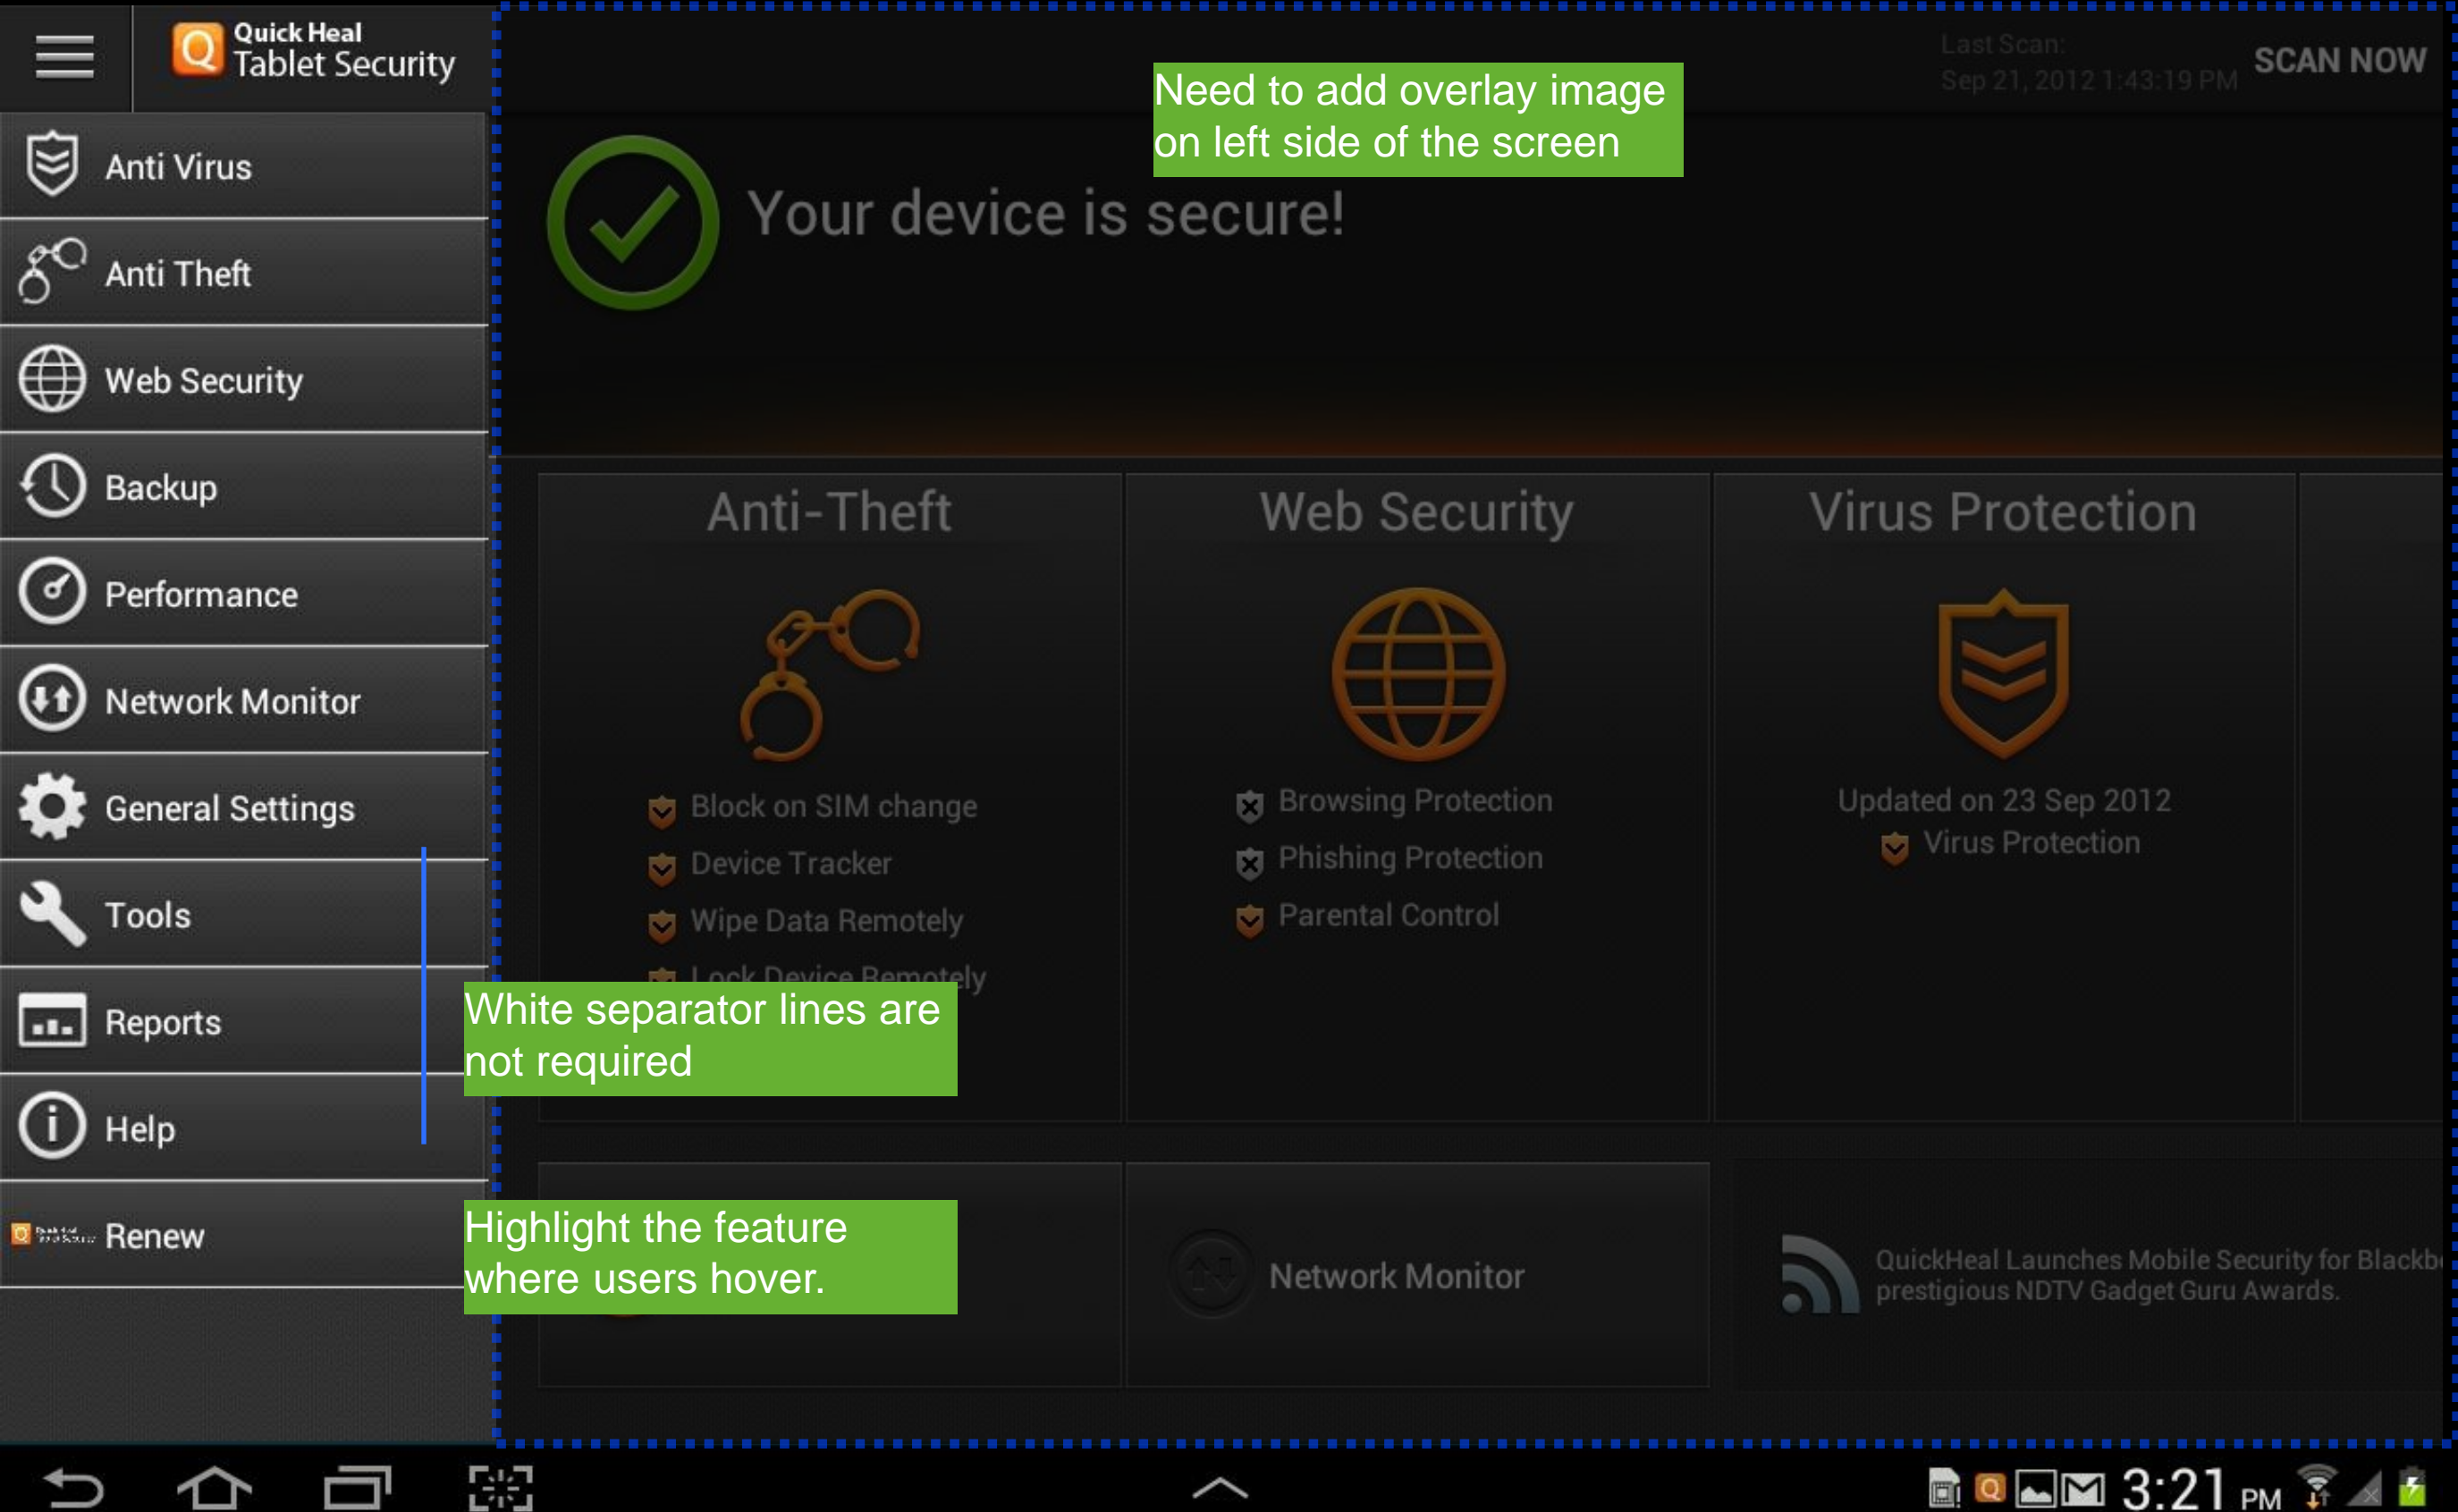 Quick Heal
Tablet Security
Last Scan:
Sep 21, 2012 1:43:19 PM
SCAN NOW
Need to add overlay image
on left side of the screen
Your device is secure!
Anti Virus
Anti Theft
Web Security
Backup
Performance
Network Monitor
General Settings
Tools
Reports
Help
Renew
Anti-Theft
Block on SIM change
Device Tracker
Wipe Data Remotely
Lock Device Remotely
Web Security
Browsing Protection
Phishing Protection
Parental Control
Virus Protection
Updated on 23 Sep 2012
Virus Protection
White separator lines are
not required
Highlight the feature
where users hover.
Network Monitor
QuickHeal Launches Mobile Security for Blackb
prestigious NDTV Gadget Guru Awards.
3:21 PM